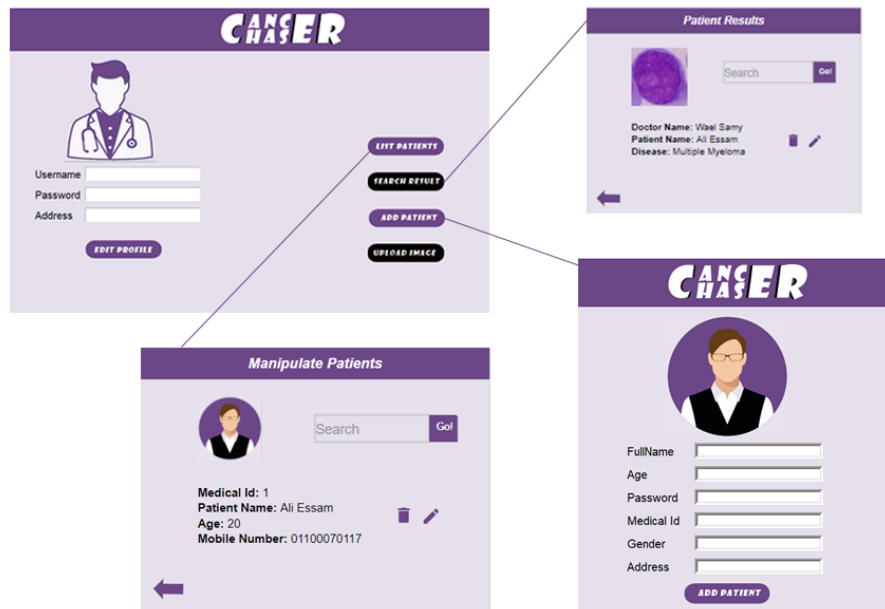 CANC
CHASER
Username
Password
Address
EDIT PROFILE
LIST PATIENTS
SEARCH RESULT
ADD PATIENT
UPLOAD IMAGE
Patient Results
Search Go!
Doctor Name: Wael Samy
Patient Name: Ali Essam
Disease: Multiple Myeloma
Manipulate Patients
Search Go!
Medical Id: 1
Patient Name: Ali Essam
Age: 20
Mobile Number: 01100070117
CANC
CHASER
FullName
Age
Password
Medical Id
Gender
Address
ADD PATIENT